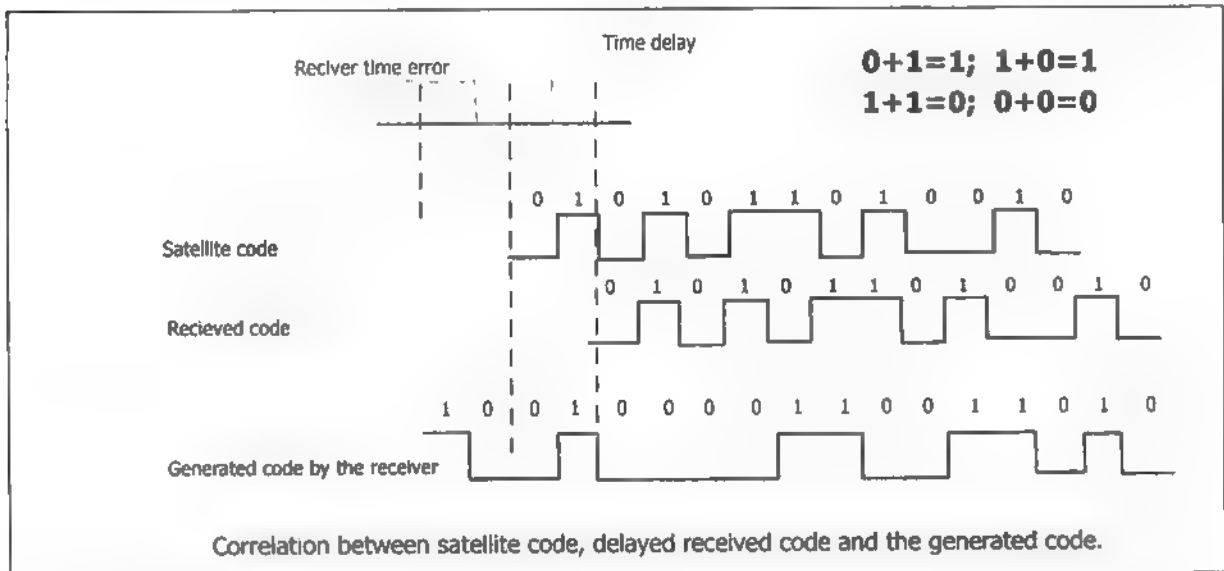 Time delay
Reciver time error
0+1=1; 1+0=1
1+1=0; 0+0=0
0 1 0 1 0 1 1 0 1 0 0 1 0
Satellite code
0 1 0 1 0 1 1 0 1 0 0 1 0
Recieved code
1 0 0 1 0 0 0 0 1 1 0 0 1 1 0 1 0
Generated code by the receiver
Correlation between satellite code, delayed received code and the generated code.